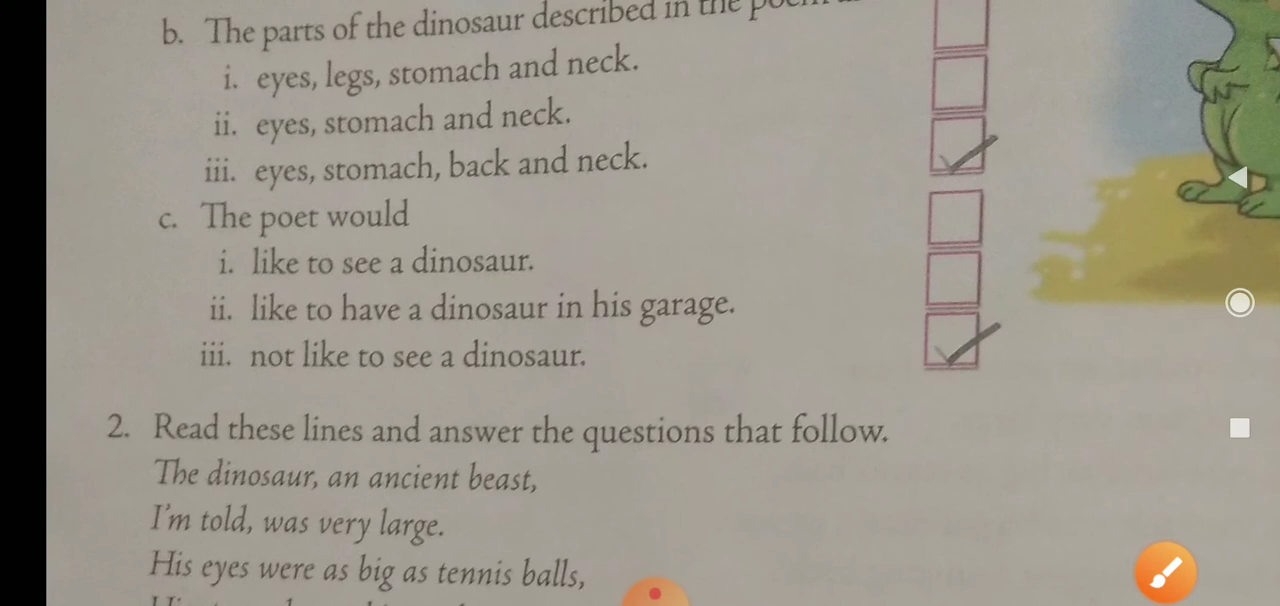 b. The parts of the dinosaur described in the
i. eyes, legs, stomach and neck.
ii. eyes, stomach and neck.
iii. eyes, stomach, back and neck.
c. The poet would
i. like to see a dinosaur.
ii. like to have a dinosaur in his garage.
iii. not like to see a dinosaur.
2. Read these lines and answer the questions that follow.
The dinosaur, an ancient beast,
I'm told, was very large.
His eyes were as big as tennis balls,